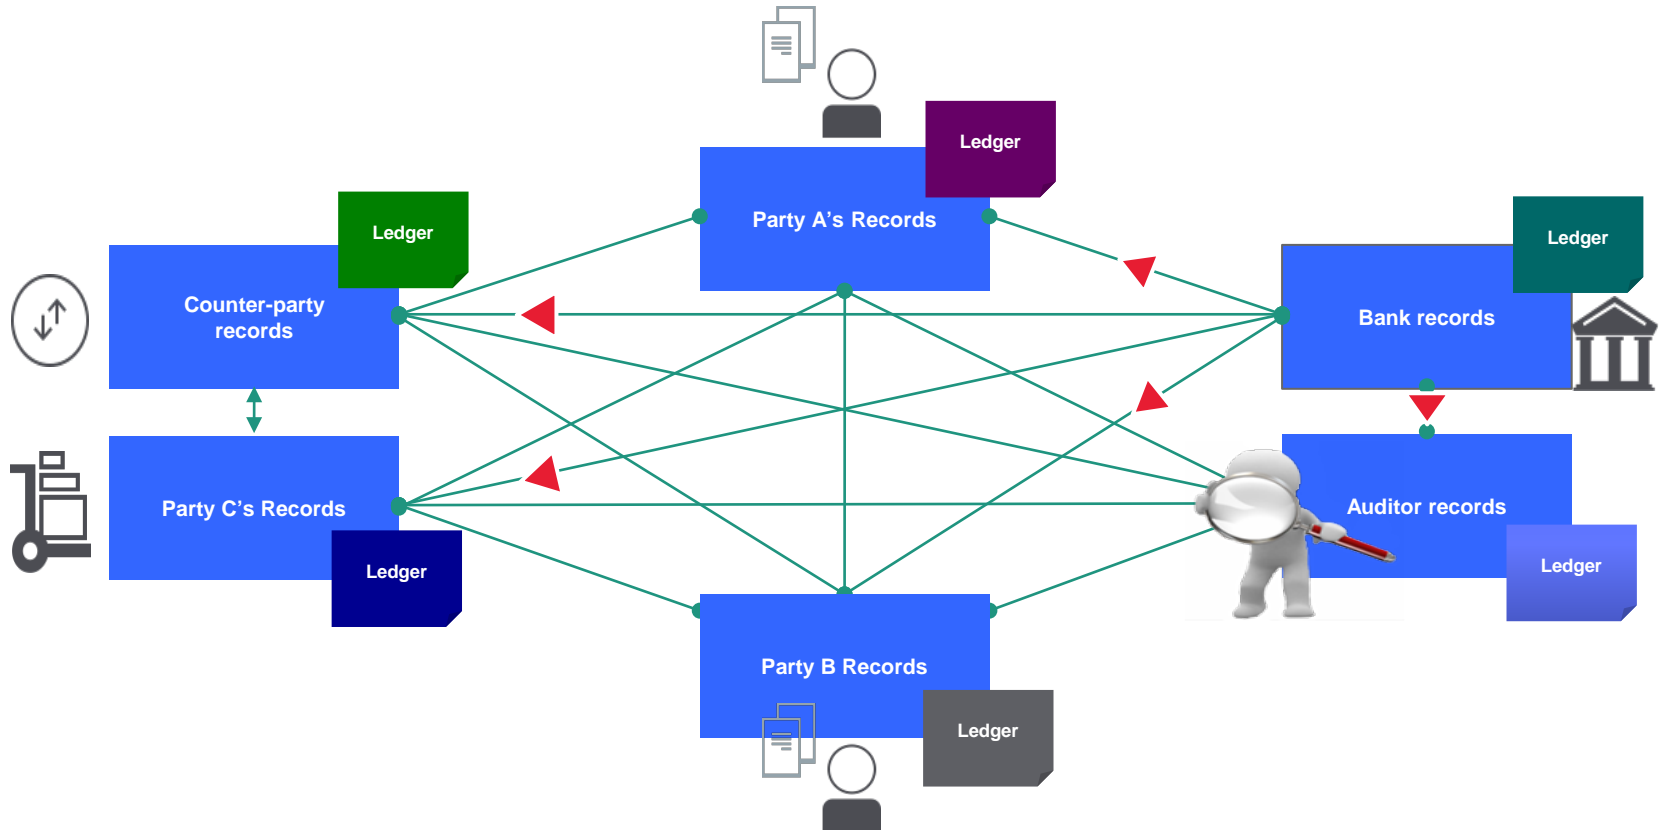 Ledger
Party A’s Records
Ledger
Counter-party
records
Ledger
Bank records
Party C’s Records
Ledger
Auditor records
Ledger
Party B Records
Ledger